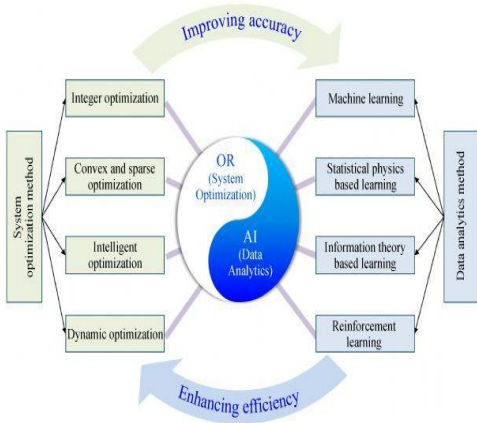 Improving accuracy
Integer optimization
Convex and sparse
optimization
Intelligent
optimization
Dynamic optimization
System
optimization method
OR
(System
Optimization)
AI
(Data
Analytics)
Machine learning
Statistical physics
based learning
Information theory
based learning
Reinforcement
learning
Data analytics method
Enhancing efficiency